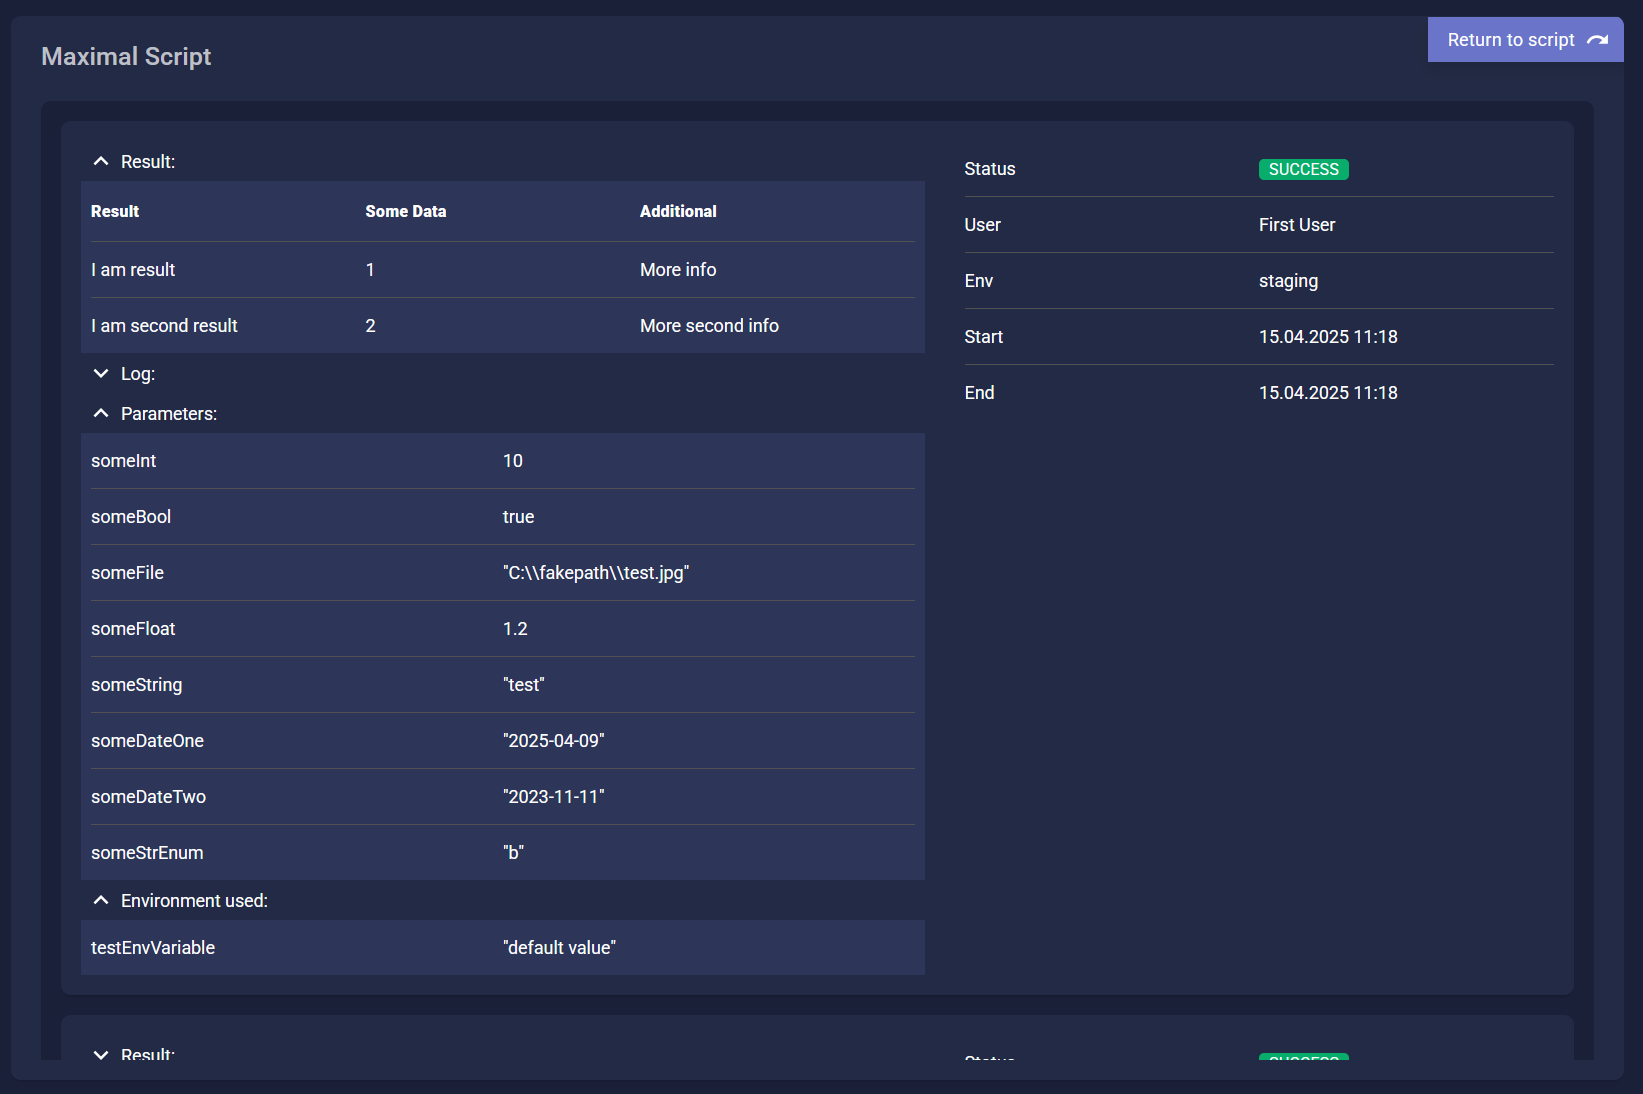 Maximal Script
Return to script
Result:
Result Some Data Additional
I am result 1 More info
I am second result 2 More second info
Log:
Parameters:
someInt 10
someBool true
someFile "C:\\fakepath\\test.jpg"
someFloat 1.2
someString "test"
someDateOne "2025-04-09"
someDateTwo "2023-11-11"
someStrEnum "b"
Environment used:
testEnvVariable "default value"
Status SUCCESS
User First User
Env staging
Start 15.04.2025 11:18
End 15.04.2025 11:18
Result:
Status SUCCESS